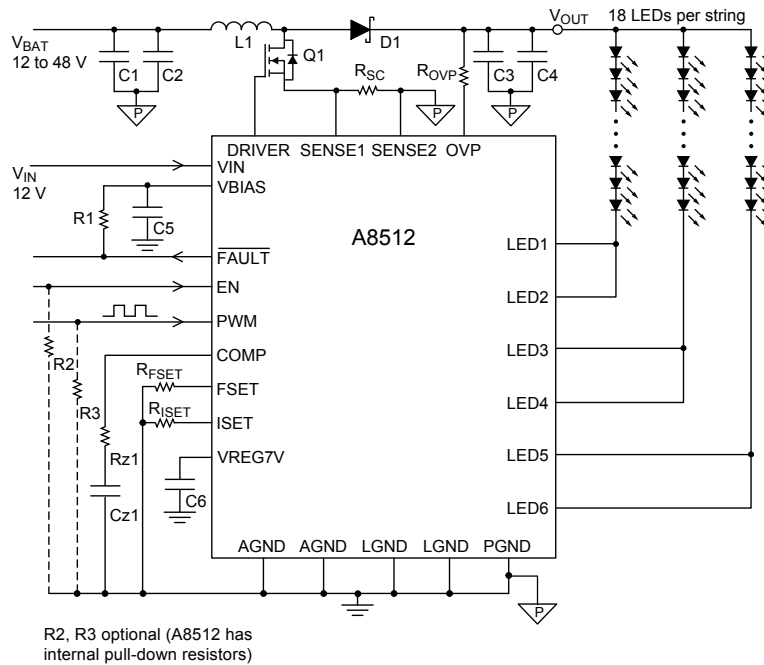 V_OUT
18 LEDs per string
V_BAT
12 to 48 V
L1
D1
Q1
C1
C2
R_SC
R_OVP
C3
C4
P
P
P
DRIVER
SENSE1
SENSE2
OVP
V_IN
12 V
VIN
VBIAS
R1
C5
A8512
FAULT
LED1
EN
LED2
PWM
R2
COMP
LED3
R_FSET
FSET
R3
R_ISET
ISET
LED4
Rz1
VREG7V
LED5
C6
Cz1
LED6
AGND
AGND
LGND
LGND
PGND
P
R2, R3 optional (A8512 has
internal pull-down resistors)